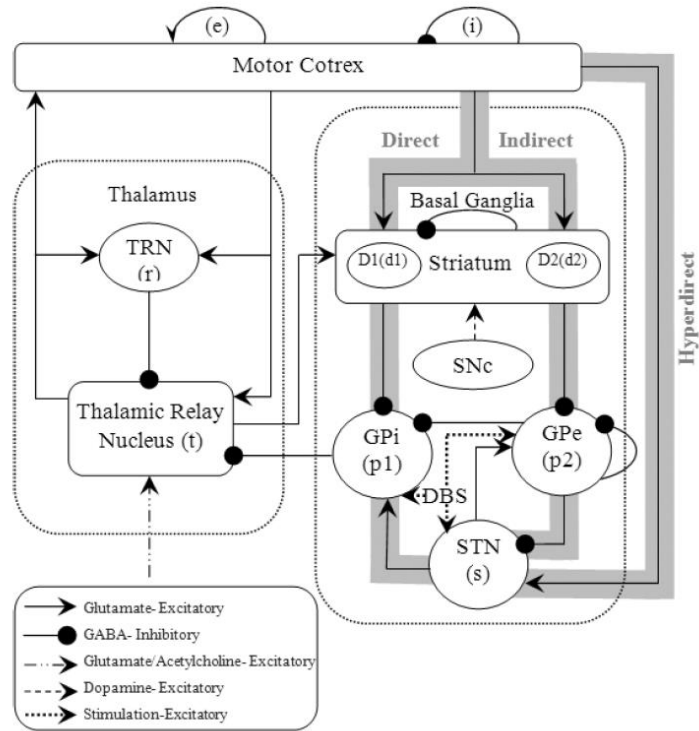 (e)
(i)
Motor Cotrex
Direct
Indirect
Thalamus
Basal Ganglia
TRN
(r)
D1(d1)
Striatum
D2(d2)
Hyperdirect
SNc
Thalamic Relay
Nucleus (t)
GPi
(p1)
GPe
(p2)
DBS
STN
(s)
Glutamate-Excitatory
GABA- Inhibitory
Glutamate/Acetylcholine- Excitatory
Dopamine-Excitatory
Stimulation-Excitatory